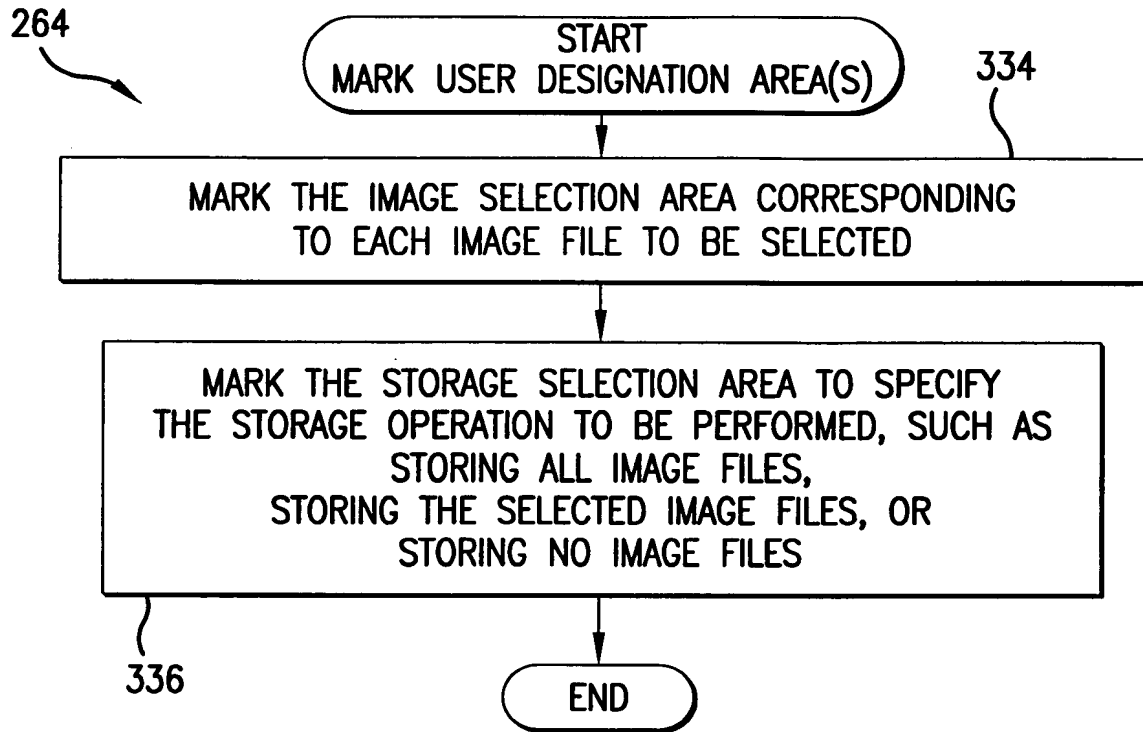 264
START
MARK USER DESIGNATION AREA(S)
334
MARK THE IMAGE SELECTION AREA CORRESPONDING
TO EACH IMAGE FILE TO BE SELECTED
MARK THE STORAGE SELECTION AREA TO SPECIFY
THE STORAGE OPERATION TO BE PERFORMED, SUCH AS
STORING ALL IMAGE FILES,
STORING THE SELECTED IMAGE FILES, OR
STORING NO IMAGE FILES
336
END